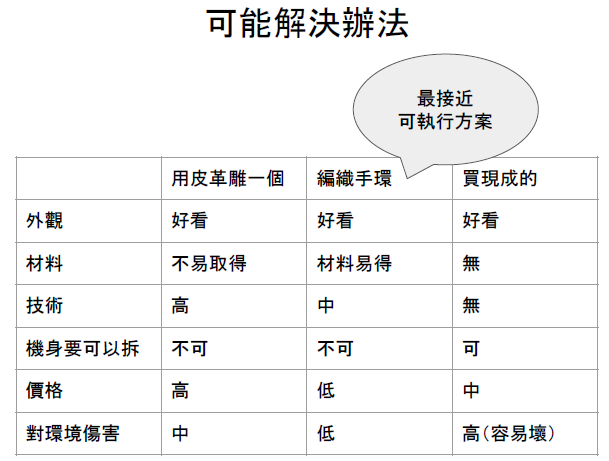 可能解決辦法
最接近
可執行方案
用皮革雕一個 編織手環 買現成的
外觀 好看 好看 好看
材料 不易取得 材料易得 無
技術 高 中 無
機身要可以拆 不可 不可 可
價格 高 低 中
對環境傷害 中 低 高(容易壞)